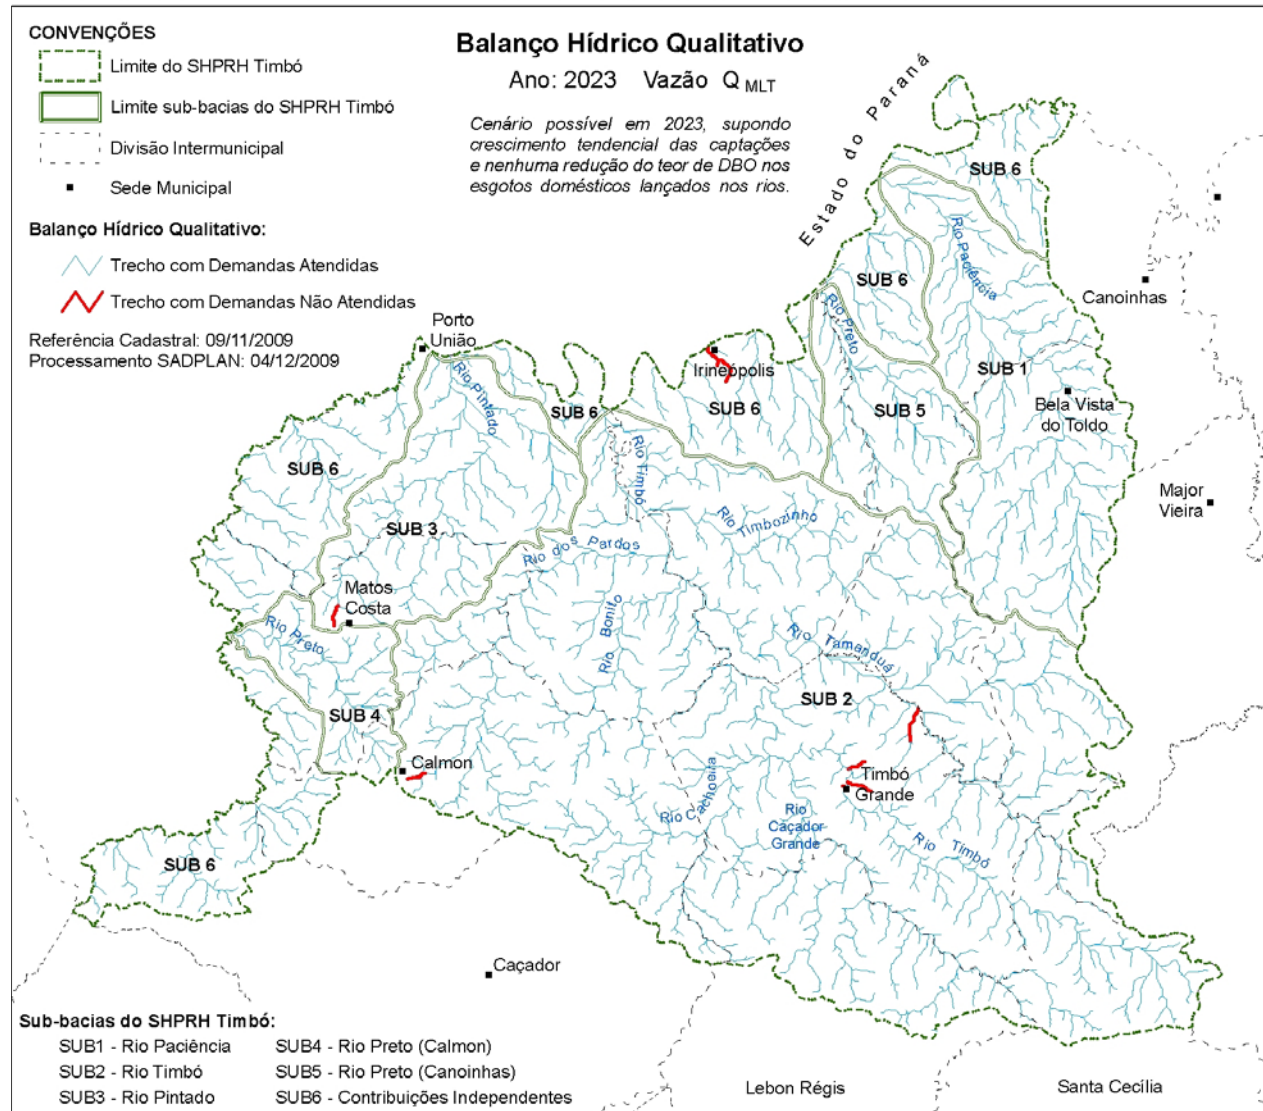 CONVENÇÕES
Limite do SHPRH Timbó
Limite sub-bacias do SHPRH Timbó
Divisão Intermunicipal
Sede Municipal
Balanço Hídrico Qualitativo:
Trecho com Demandas Atendidas
Trecho com Demandas Não Atendidas
Referência Cadastral: 09/11/2009
Processamento SADPLAN: 04/12/2009
Balanço Hídrico Qualitativo
Ano: 2023 Vazão Q MLT
Cenário possível em 2023, supondo
crescimento tendencial das captações
e nenhuma redução do teor de DBO nos
esgotos domésticos lançados nos rios.
Estado do Paraná
SUB 6
Rio Paciência
SUB 6
Canoinhas
Rio Preto
Porto
União
Irineópolis
SUB 1
Rio Pintado
Bela Vista
do Toldo
SUB 6
SUB 6
SUB 5
SUB 6
Rio Timbó
Major
Vieira
Rio Timbozinho
SUB 3
Rio dos Pardos
Matos
Costa
Rio Bonito
Rio Preto
Rio Tamanduá
SUB 2
SUB 4
Calmon
Timbó
Grande
Rio Cachoeira
Rio
Caçador
Grande
Rio Timbó
SUB 6
Caçador
Sub-bacias do SHPRH Timbó:
SUB1 - Rio Paciência
SUB2 - Rio Timbó
SUB3 - Rio Pintado
SUB4 - Rio Preto (Calmon)
SUB5 - Rio Preto (Canoinhas)
SUB6 - Contribuições Independentes
Lebon Régis
Santa Cecília